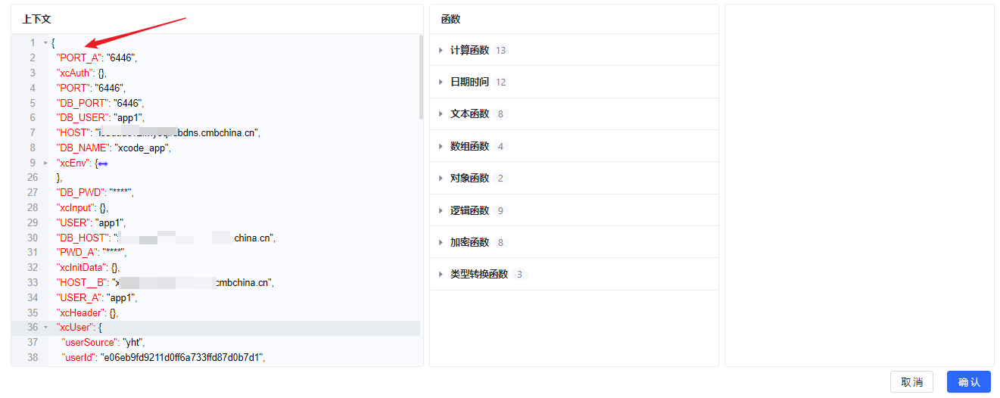 上下文
1 {
2 "PORT_A": "6446",
3 "xcAuth": {},
4 "PORT": "6446",
5 "DB_PORT": "6446",
6 "DB_USER": "app1",
7 "HOST": "bdns.cmbchina.cn",
8 "DB_NAME": "xcode_app",
9 "xcEnv": {↔
26 },
27 "DB_PWD": "****",
28 "xcInput": {},
29 "USER": "app1",
30 "DB_HOST": " china.cn",
31 "PWD_A": "****",
32 "xcInitData": {},
33 "HOST__B": "x cmbchina.cn",
34 "USER_A": "app1",
35 "xcHeader": {},
36 "xcUser": {
37 "userSource": "yht",
38 "userId": "e06eb9fd9211d0ff6a733ffd87d0b7d1",
函数
计算函数 13
日期时间 12
文本函数 8
数组函数 4
对象函数 2
逻辑函数 9
加密函数 8
类型转换函数 3
取消
确认